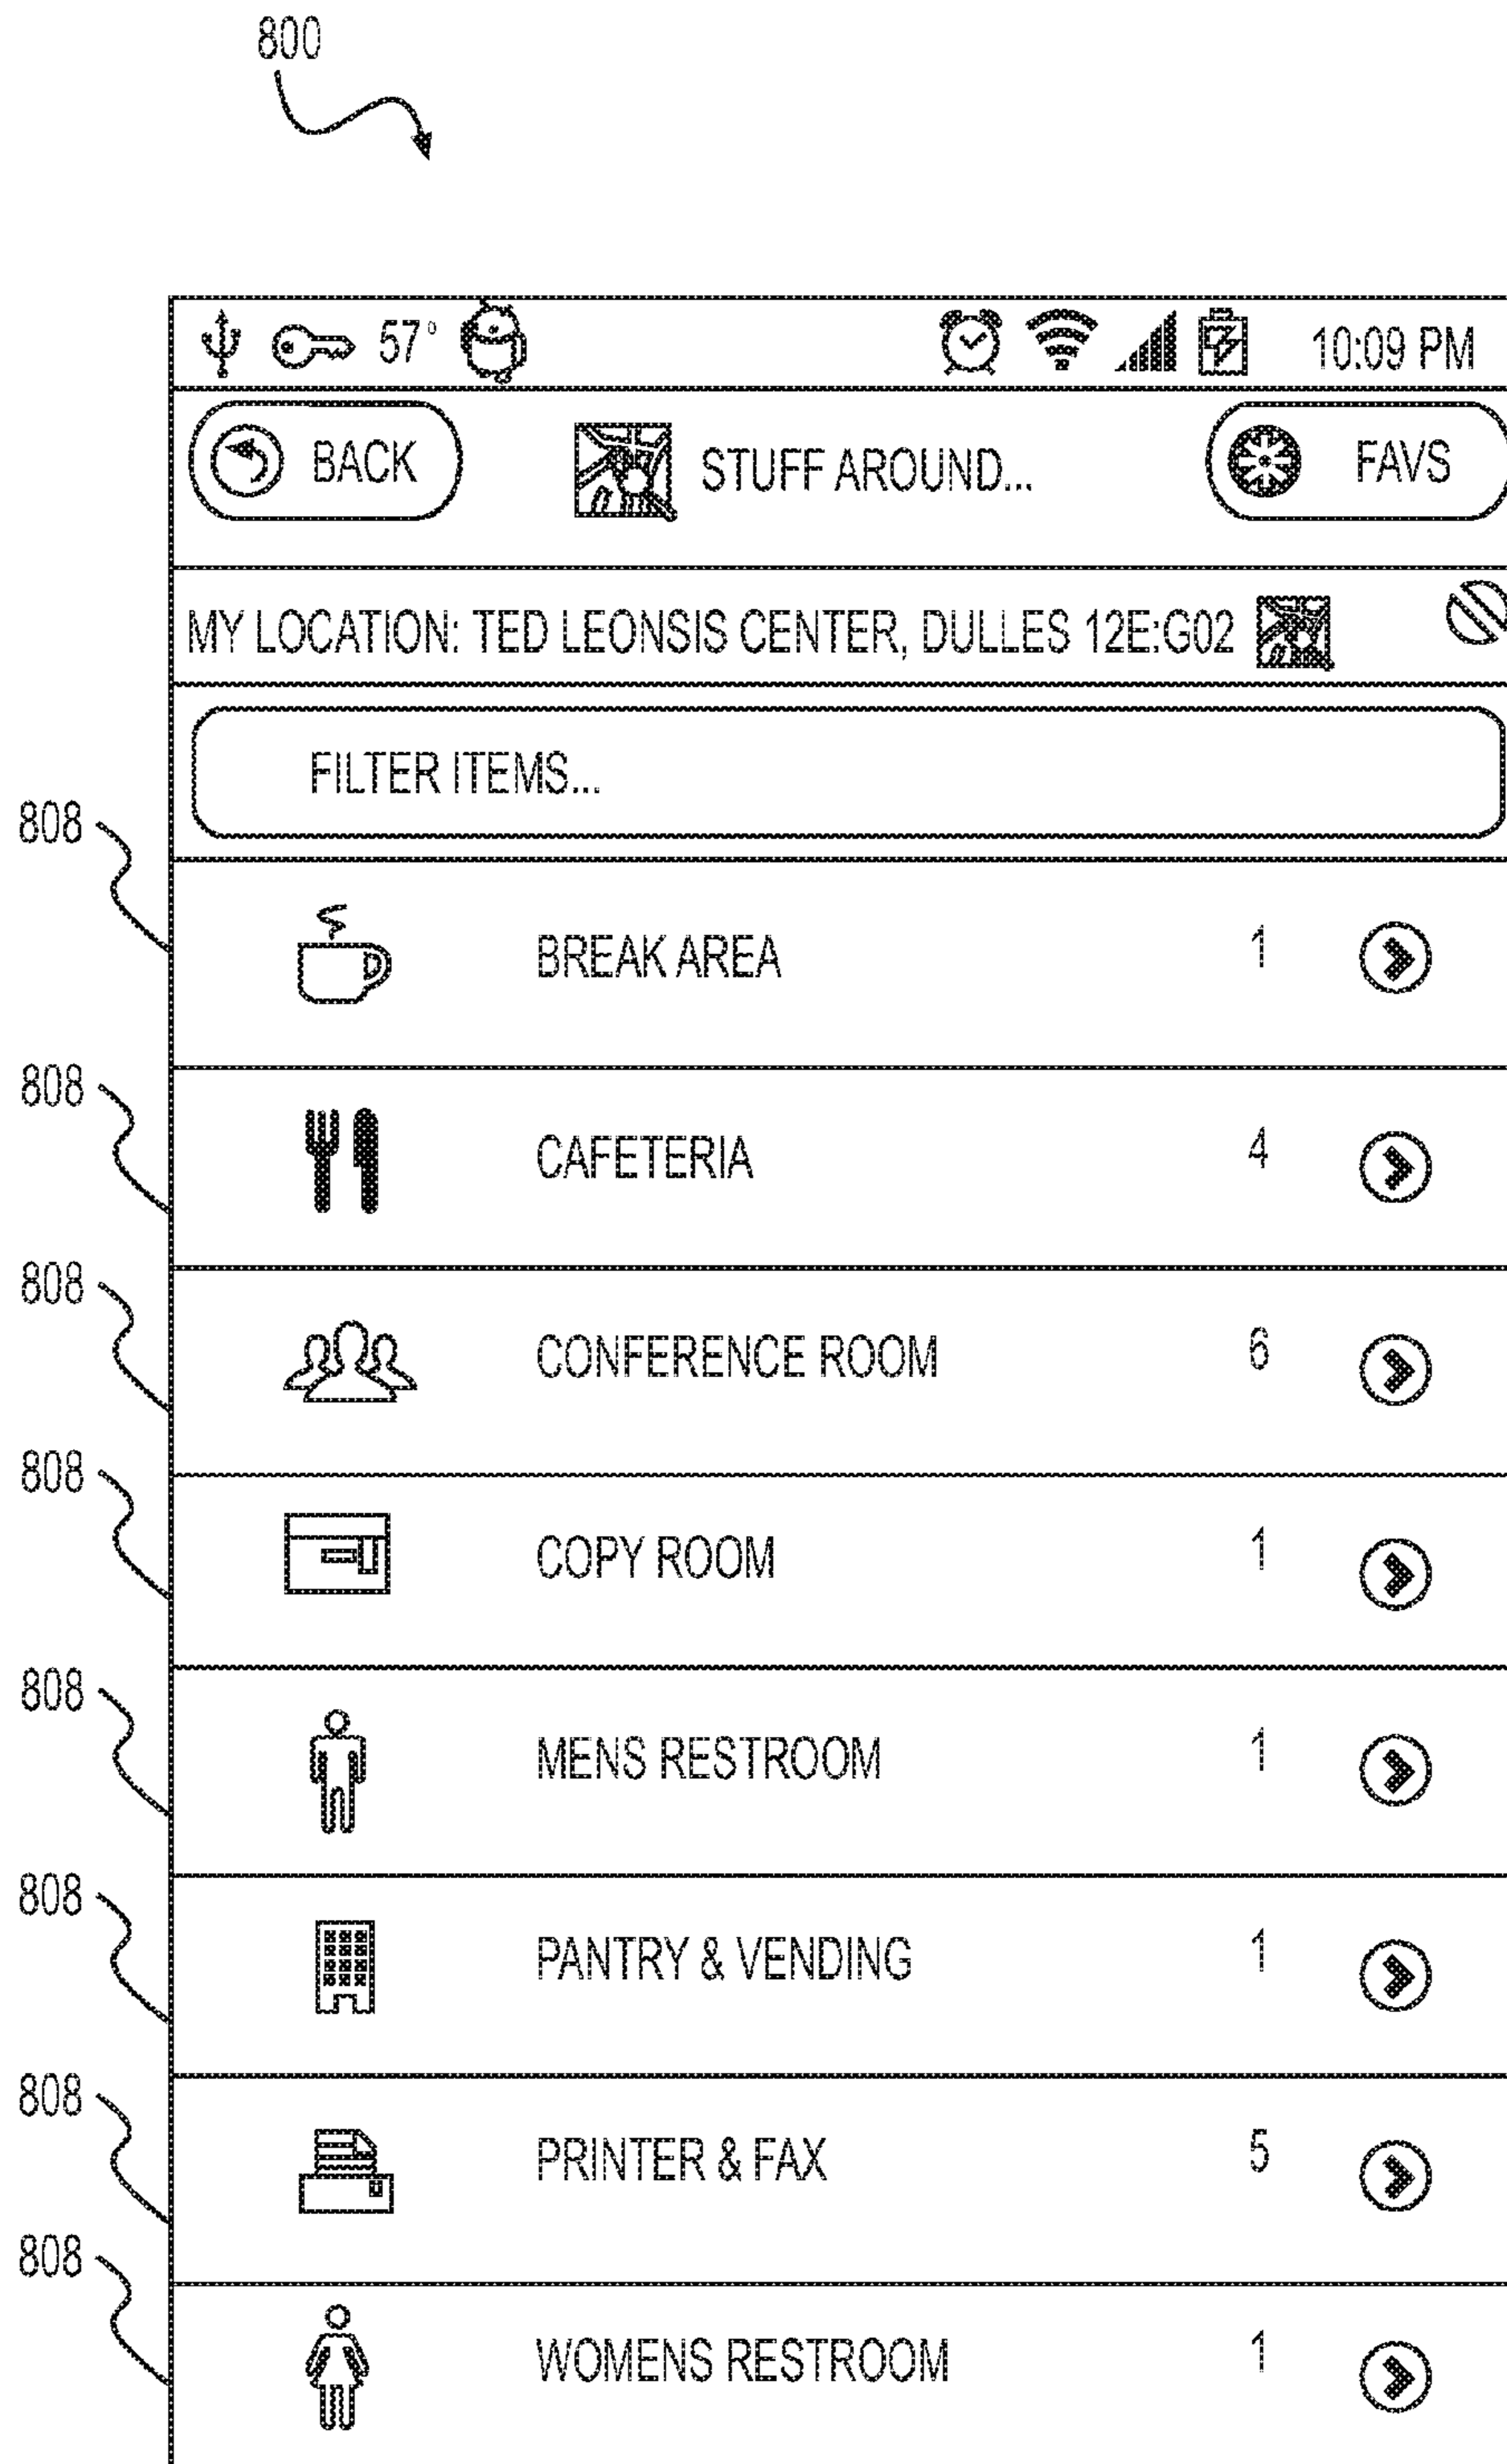 800
57° 10:09 PM
BACK STUFF AROUND... FAVS
MY LOCATION: TED LEONSIS CENTER, DULLES 12E:G02
FILTER ITEMS...
808
BREAK AREA 1
808
CAFETERIA 4
808
CONFERENCE ROOM 6
808
COPY ROOM 1
808
MENS RESTROOM 1
808
PANTRY & VENDING 1
808
PRINTER & FAX 5
808
WOMENS RESTROOM 1